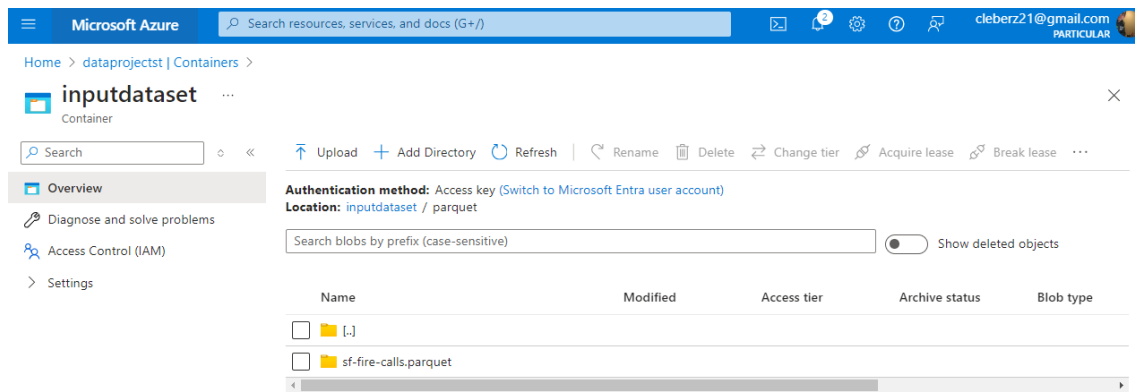 Microsoft Azure
Search resources, services, and docs (G+/)
2
cleberz21@gmail.com
PARTICULAR
Home > dataprojectst | Containers >
inputdataset ...
Container
Search
Upload Add Directory Refresh Rename Delete Change tier Acquire lease Break lease ...
Overview
Diagnose and solve problems
Access Control (IAM)
Settings
Authentication method: Access key (Switch to Microsoft Entra user account)
Location: inputdataset / parquet
Search blobs by prefix (case-sensitive)
Show deleted objects
Name Modified Access tier Archive status Blob type
[..]
sf-fire-calls.parquet